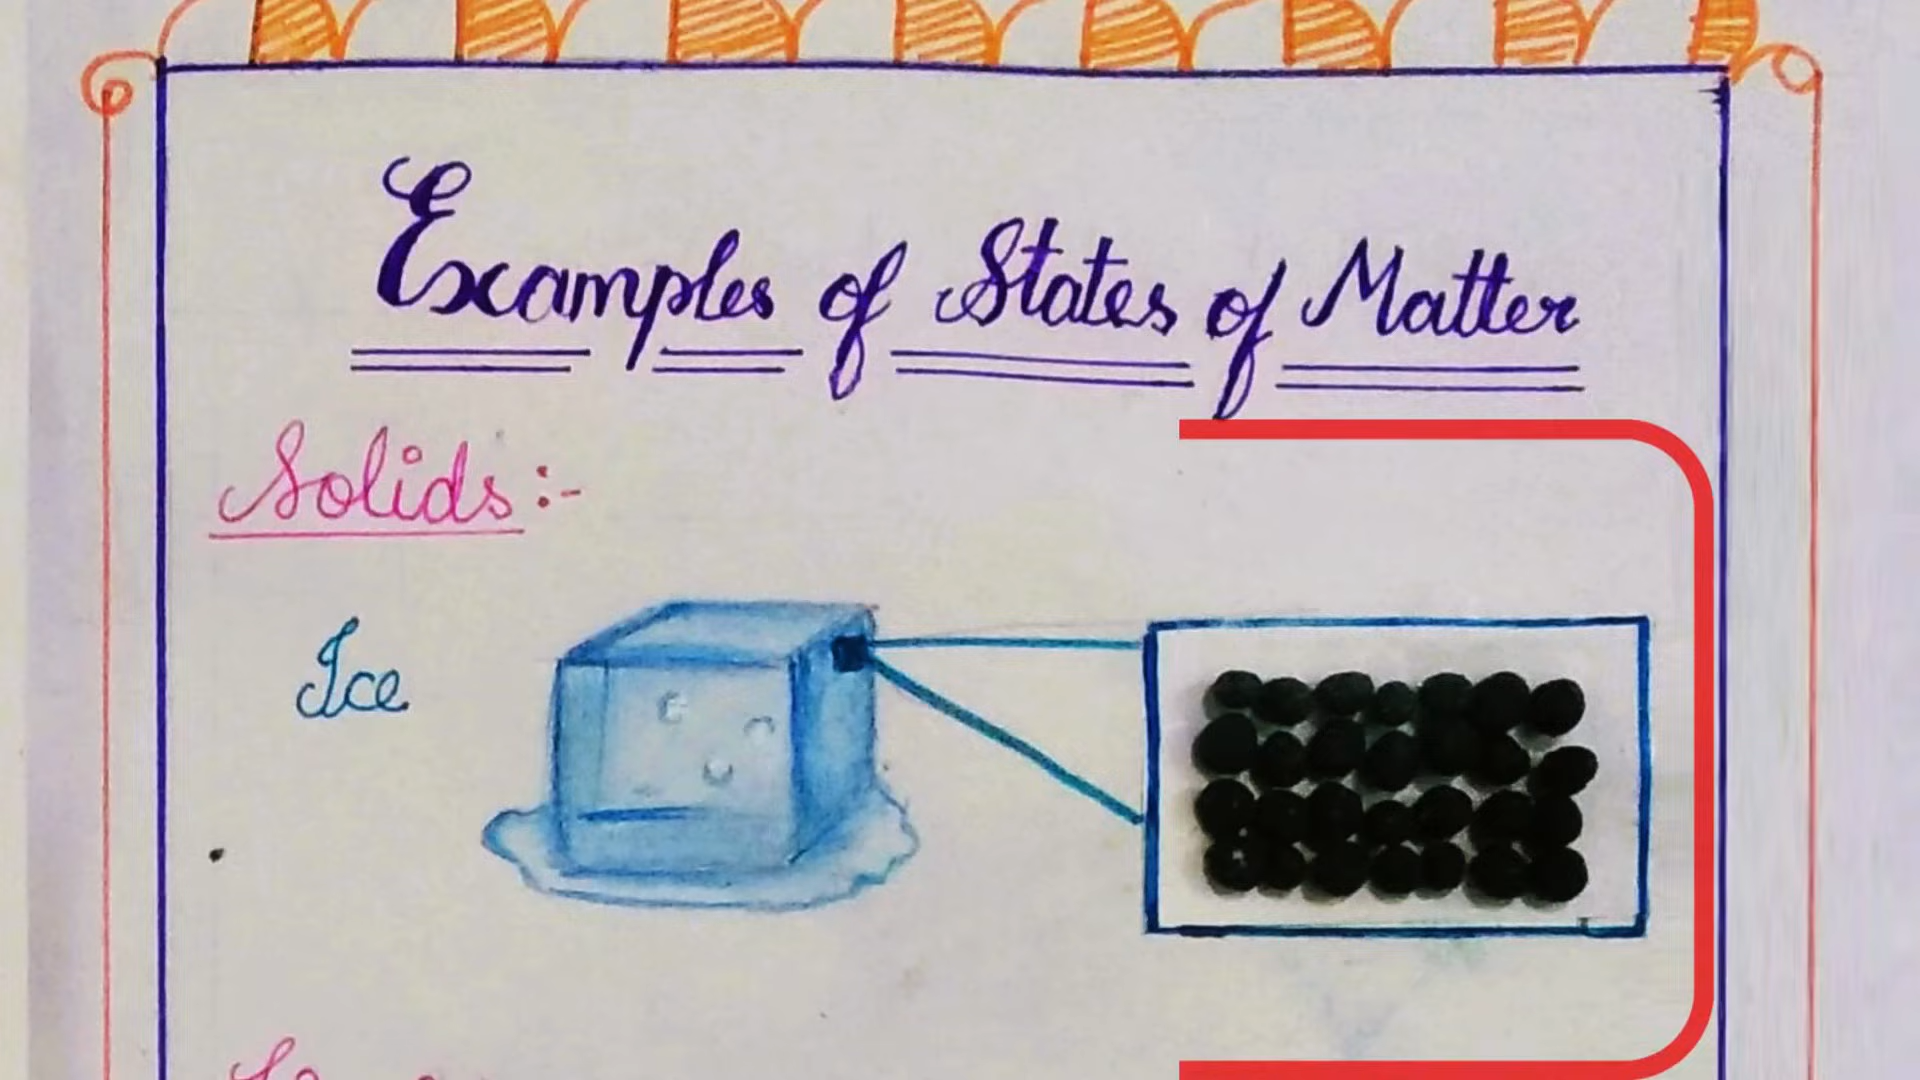 Examples of States of Matter
Solids :-
Ice